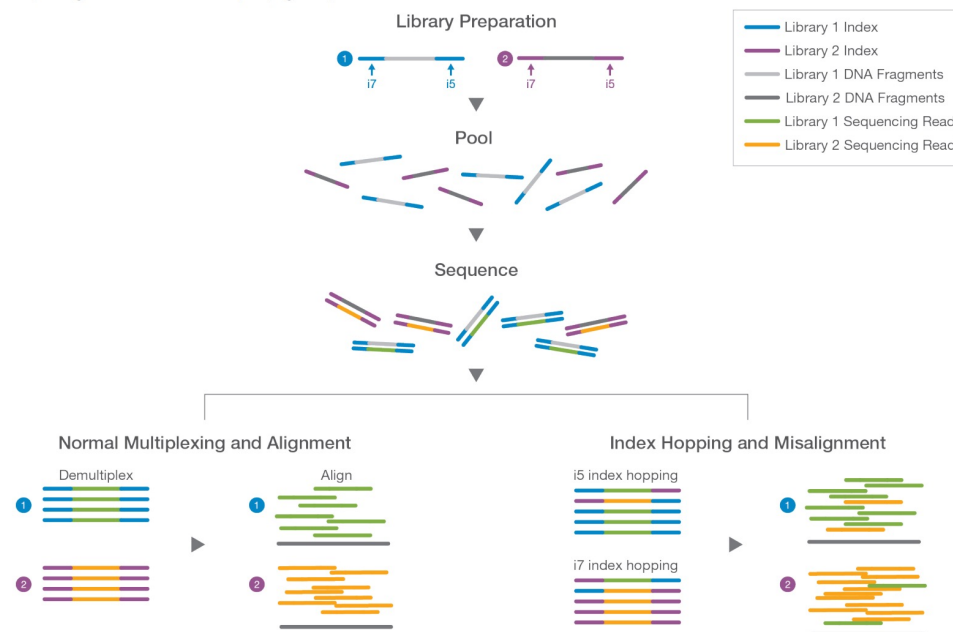 Library Preparation
1
i7
i5
2
i7
i5
Library 1 Index
Library 2 Index
Library 1 DNA Fragments
Library 2 DNA Fragments
Library 1 Sequencing Read
Library 2 Sequencing Read
Pool
Sequence
Normal Multiplexing and Alignment
Demultiplex
Align
1
1
2
2
Index Hopping and Misalignment
i5 index hopping
1
i7 index hopping
2